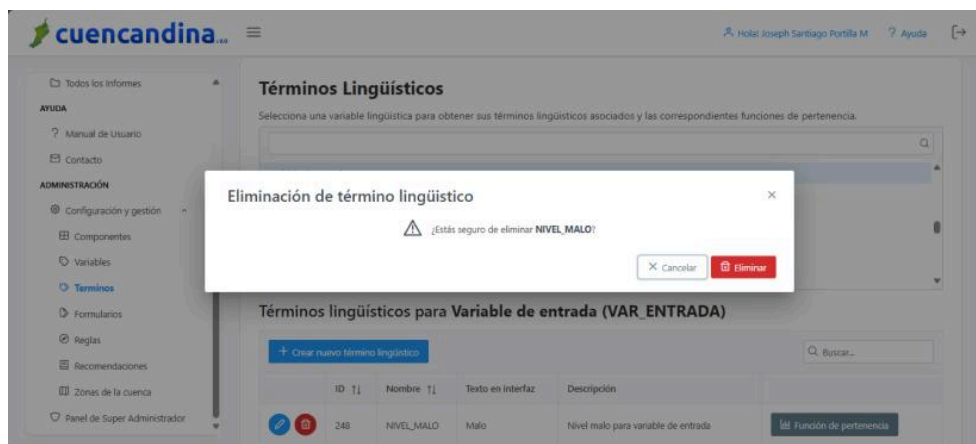 cuencandina.co
Hola! Joseph Santiago Portilla M
? Ayuda
Todos los Informes
AYUDA
? Manual de Usuario
Contacto
ADMINISTRACIÓN
Configuración y gestión
Componentes
Variables
Terminos
Formularios
Reglas
Recomendaciones
Zonas de la cuenca
Panel de Super Administrador
Términos Lingüísticos
Selecciona una variable lingüistica para obtener sus términos lingüisticos asociados y las correspondientes funciones de pertenencia.
Eliminación de término lingüistico
×
¿Estás seguro de eliminar NIVEL_MALO?
× Cancelar
Eliminar
Términos lingüísticos para Variable de entrada (VAR_ENTRADA)
+ Crear nuevo término lingüístico
Buscar...
ID ↑↓ Nombre ↑↓ Texto en interfaz Descripción
248 NIVEL_MALO Malo Nivel malo para variable de entrada Función de pertenencia